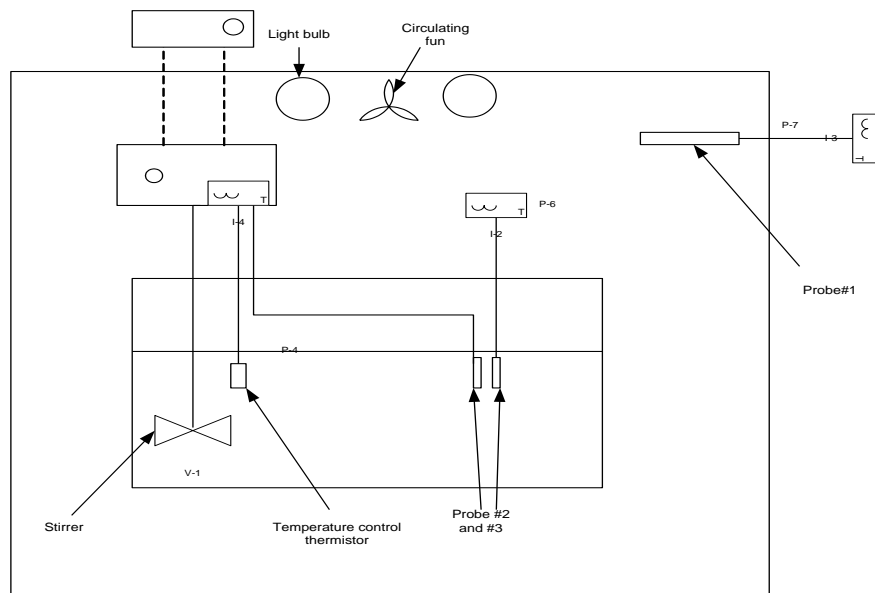 Light bulb
Circulating
fun
P-7
I-3
T
T
I-4
T
P-6
I-2
Probe#1
P-4
V-1
Stirrer
Temperature control
thermistor
Probe #2
and #3